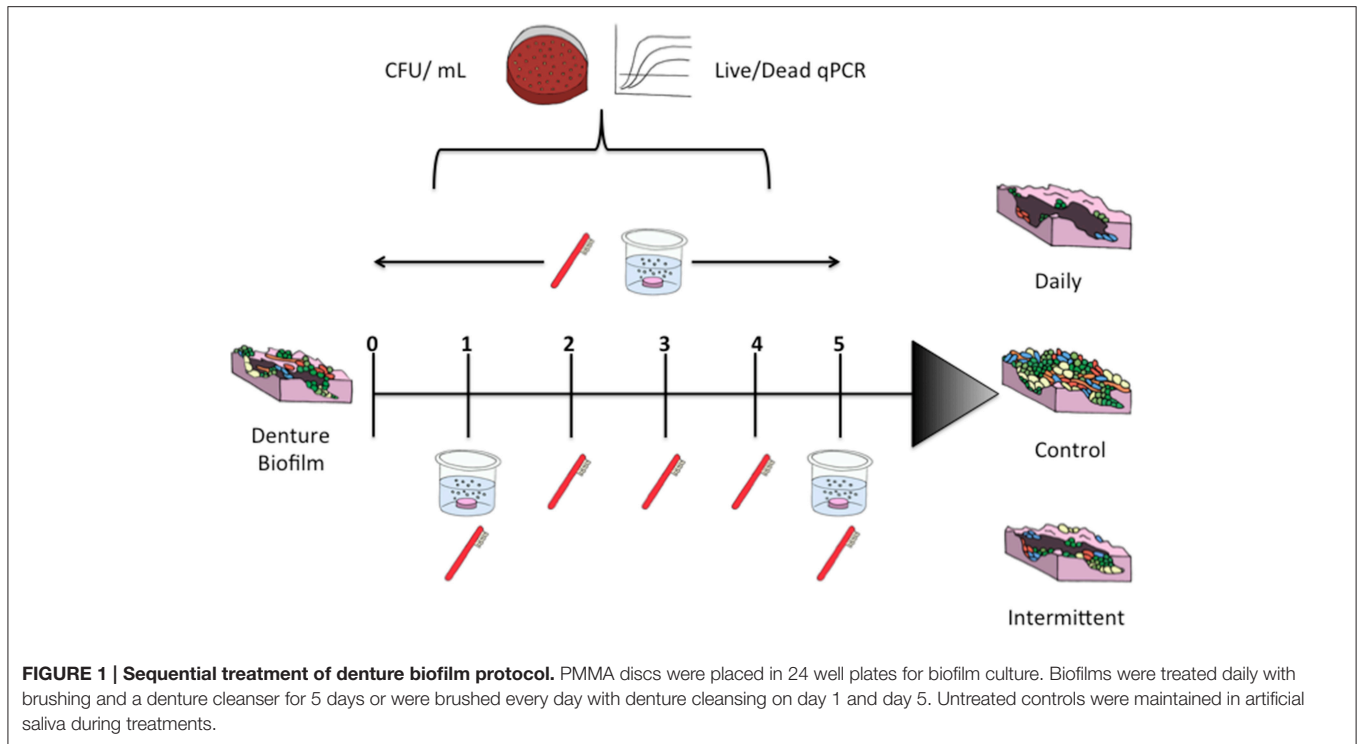 CFU/ mL
Live/Dead qPCR
Daily
0 1 2 3 4 5
Denture
Biofilm
Control
Intermittent
FIGURE 1 | Sequential treatment of denture biofilm protocol. PMMA discs were placed in 24 well plates for biofilm culture. Biofilms were treated daily with
brushing and a denture cleanser for 5 days or were brushed every day with denture cleansing on day 1 and day 5. Untreated controls were maintained in artificial
saliva during treatments.